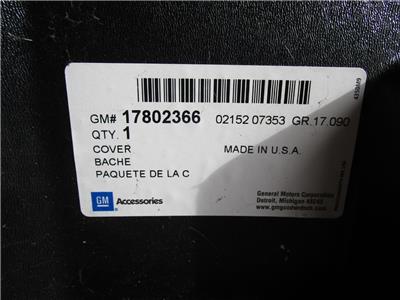 GM# 17802366 02152 07353 GR.17.090
QTY. 1
COVER MADE IN U.S.A.
BACHE
PAQUETE DE LA C
GM Accessories
General Motors Corporation
Detroit, Michigan 48243
www.gmgoodwrench.com